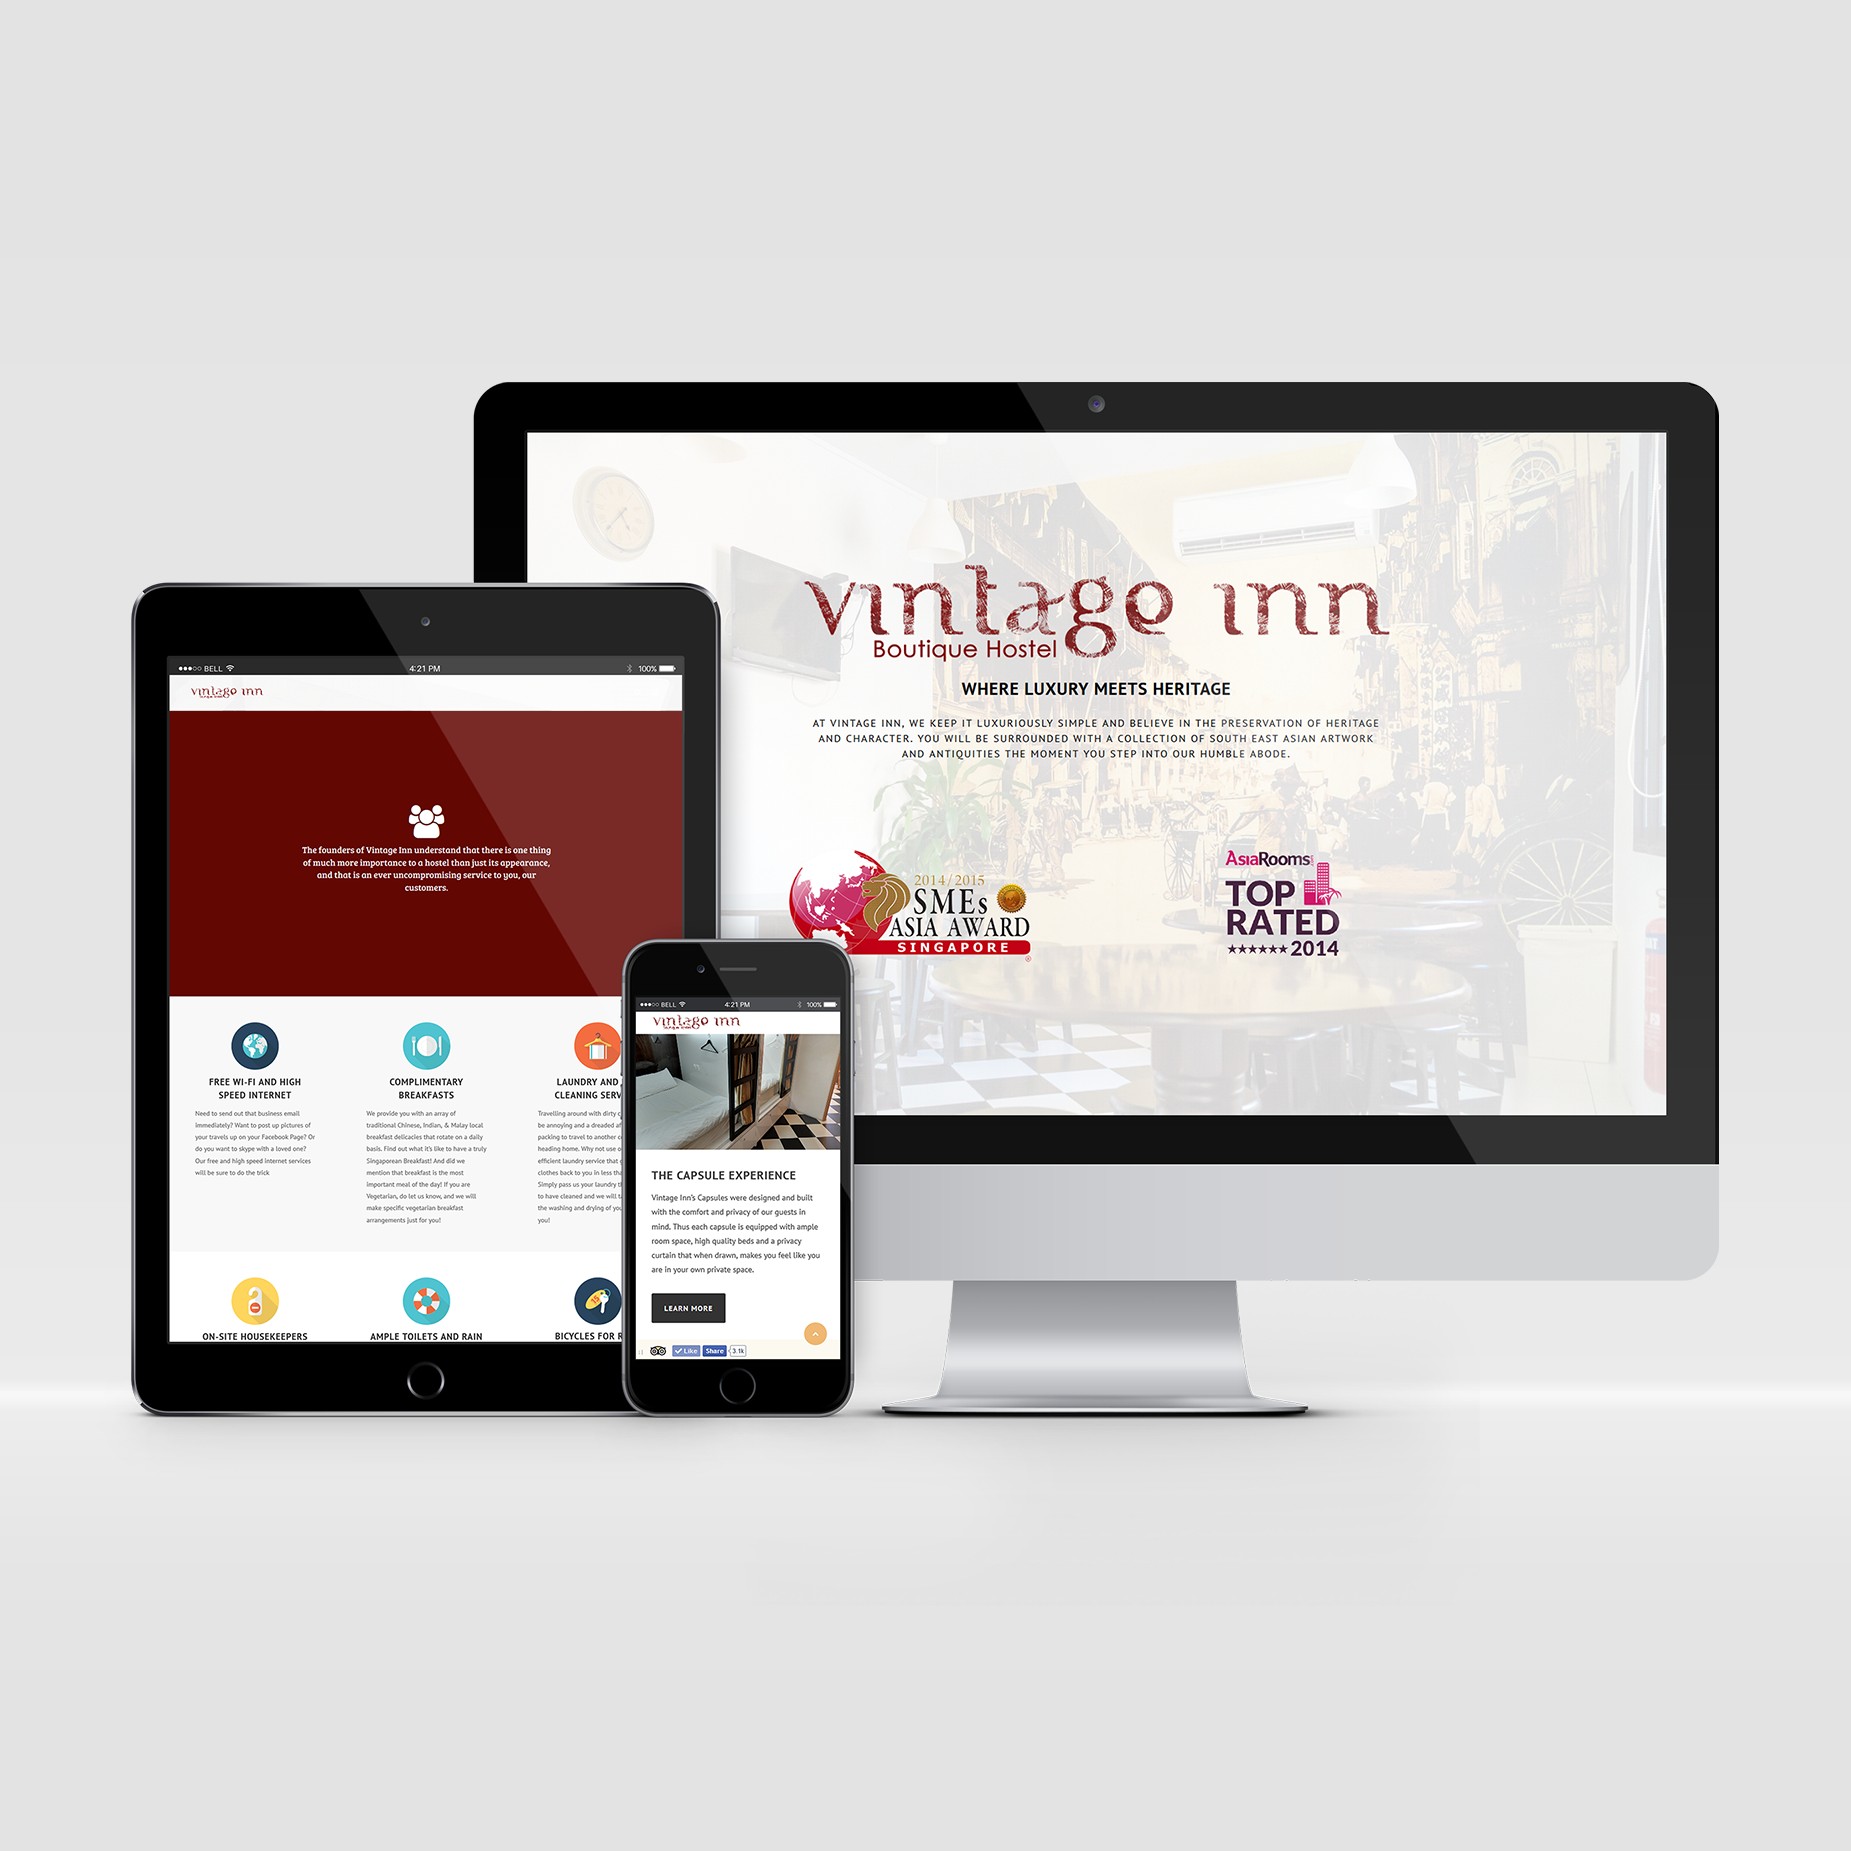 vintage inn
Boutique Hostel
WHERE LUXURY MEETS HERITAGE
AT VINTAGE INN, WE KEEP IT LUXURIOUSLY SIMPLE AND BELIEVE IN THE PRESERVATION OF HERITAGE
AND CHARACTER. YOU WILL BE SURROUNDED WITH A COLLECTION OF SOUTH EAST ASIAN ARTWORK
AND ANTIQUITIES THE MOMENT YOU STEP INTO OUR HUMBLE ABODE.
2014/2015
SMEs
ASIA AWARD
SINGAPORE
®
AsiaRooms
TOP
RATED
2014
BELL 4:21 PM 100%
vintage inn
The founders of Vintage Inn understand that there is one thing
of much more importance to a hostel than just its appearance,
and that is an ever uncompromising service to you, our
customers.
FREE WI-FI AND HIGH
SPEED INTERNET
Need to send out that business email
immediately? Want to post up pictures of
your travels up on your Facebook Page? Or
do you want to skype with a loved one?
Our free and high speed internet services
will be sure to do the trick
COMPLIMENTARY
BREAKFASTS
We provide you with an array of
traditional Chinese, Indian, & Malay local
breakfast delicacies that rotate on a daily
basis. Find out what it's like to have a truly
Singaporean Breakfast! And did we
mention that breakfast is the most
important meal of the day! If you are
Vegetarian, do let us know, and we will
make specific vegetarian breakfast
arrangements just for you!
LAUNDRY AND
CLEANING SERV
Travelling around with dirty c
be annoying and a dreaded af
packing to travel to another c
heading home. Why not use o
efficient laundry service that
clothes back to you in less tha
Simply pass us your laundry t
to have cleaned and we will t
the washing and drying of you
you!
ON-SITE HOUSEKEEPERS
AMPLE TOILETS AND RAIN
BICYCLES FOR R
BELL 4:21 PM 100%
vintage inn
THE CAPSULE EXPERIENCE
Vintage Inn's Capsules were designed and built
with the comfort and privacy of our guests in
mind. Thus each capsule is equipped with ample
room space, high quality beds and a privacy
curtain that when drawn, makes you feel like you
are in your own private space.
LEARN MORE
Like Share 3.1k